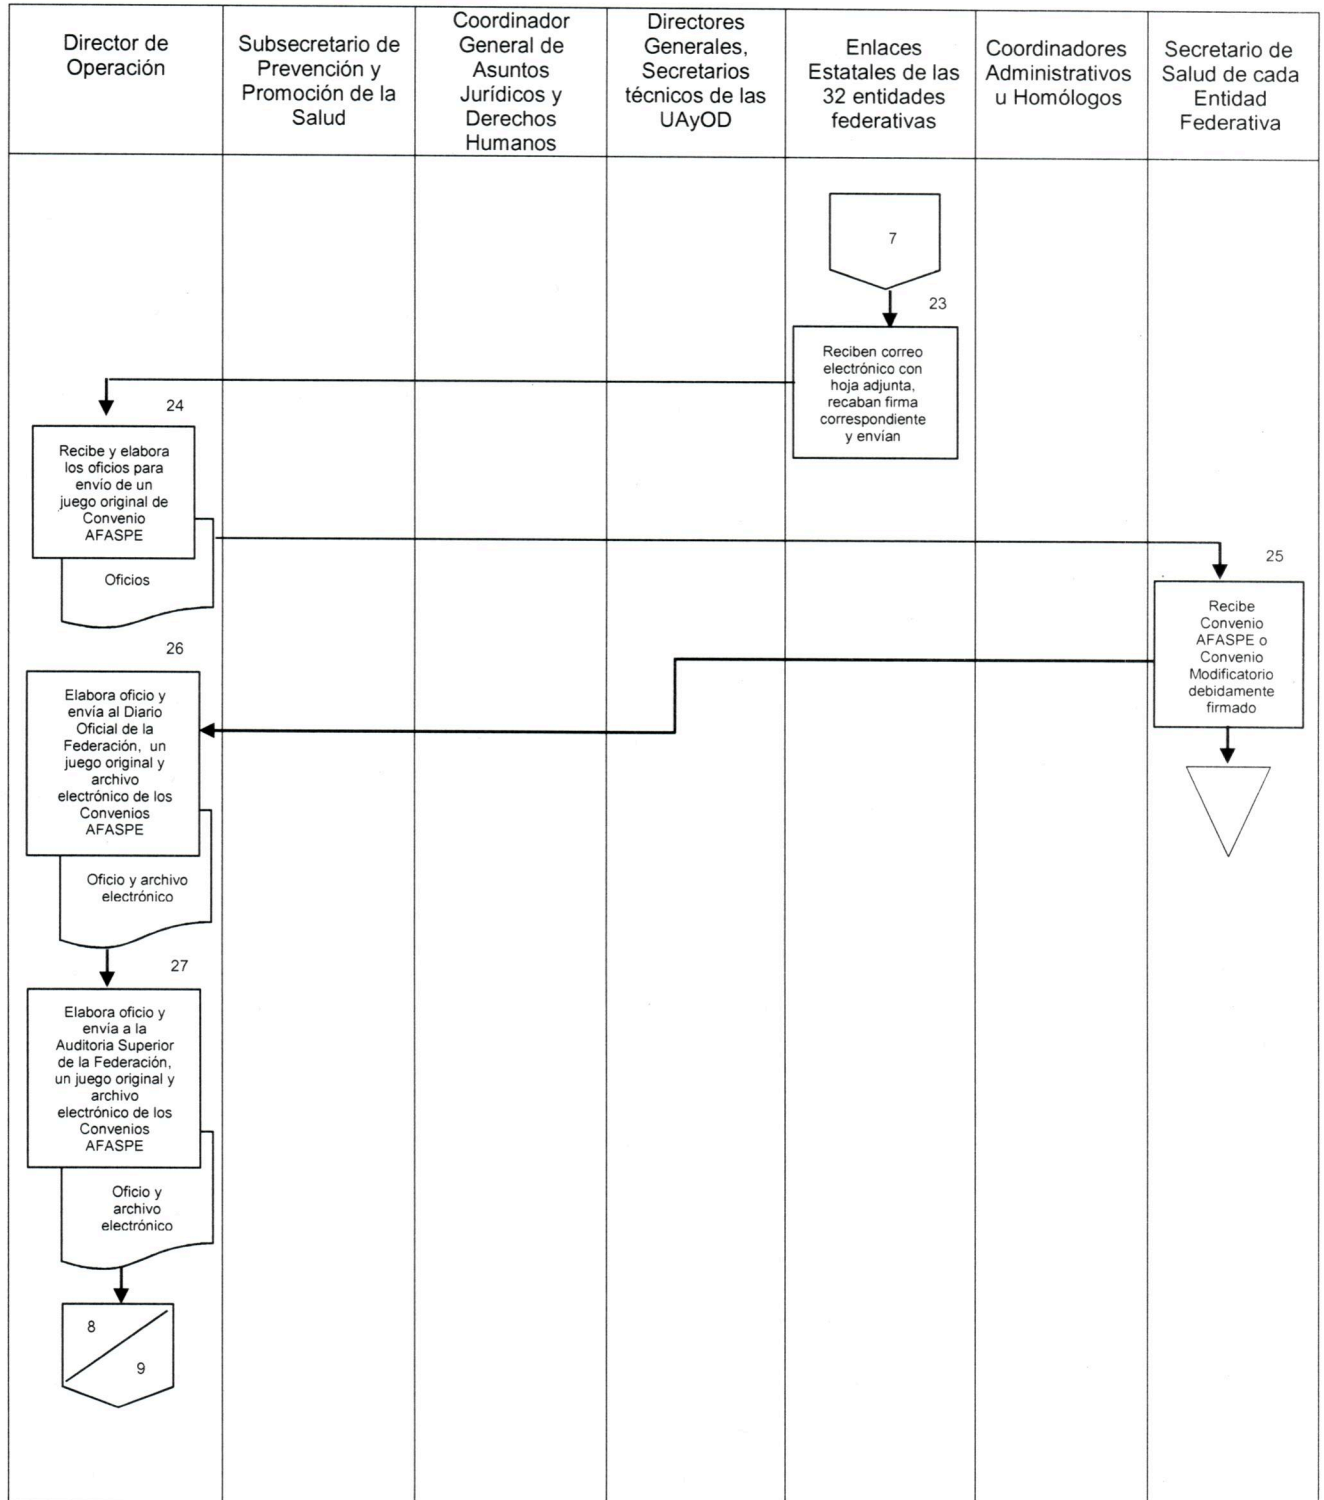 Director de
Operación
Subsecretario de
Prevención y
Promoción de la
Salud
Coordinador
General de
Asuntos
Jurídicos y
Derechos
Humanos
Directores
Generales,
Secretarios
técnicos de las
UAyOD
Enlaces
Estatales de las
32 entidades
federativas
Coordinadores
Administrativos
u Homólogos
Secretario de
Salud de cada
Entidad
Federativa
7
23
Reciben correo
electrónico con
hoja adjunta,
recaban firma
correspondiente
y envían
24
Recibe y elabora
los oficios para
envío de un
juego original de
Convenio
AFASPE
Oficios
25
Recibe
Convenio
AFASPE o
Convenio
Modificatorio
debidamente
firmado
26
Elabora oficio y
envía al Diario
Oficial de la
Federación, un
juego original y
archivo
electrónico de los
Convenios
AFASPE
Oficio y archivo
electrónico
27
Elabora oficio y
envía a la
Auditoria Superior
de la Federación,
un juego original y
archivo
electrónico de los
Convenios
AFASPE
Oficio y
archivo
electrónico
8
9